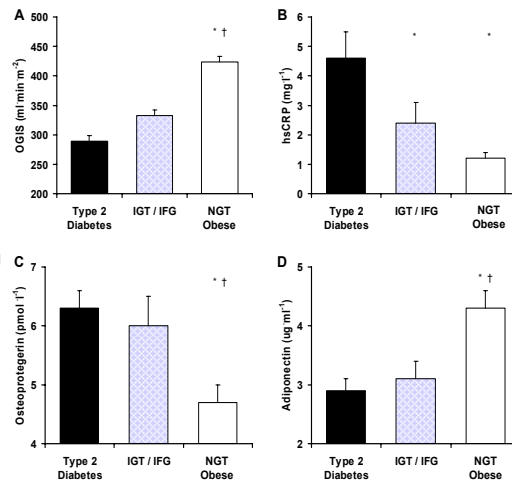 A
OGIS (ml min m-2)
500
450
400
350
300
250
200
* †
Type 2
Diabetes
IGT / IFG
NGT
Obese
B
hsCRP (mg l-1)
6
5
4
3
2
1
0
*
*
Type 2
Diabetes
IGT / IFG
NGT
Obese
C
Osteoprotegerin (pmol l-1)
7
6
5
4
* †
Type 2
Diabetes
IGT / IFG
NGT
Obese
D
Adiponectin (ug ml-1)
5
4
3
2
* †
Type 2
Diabetes
IGT / IFG
NGT
Obese